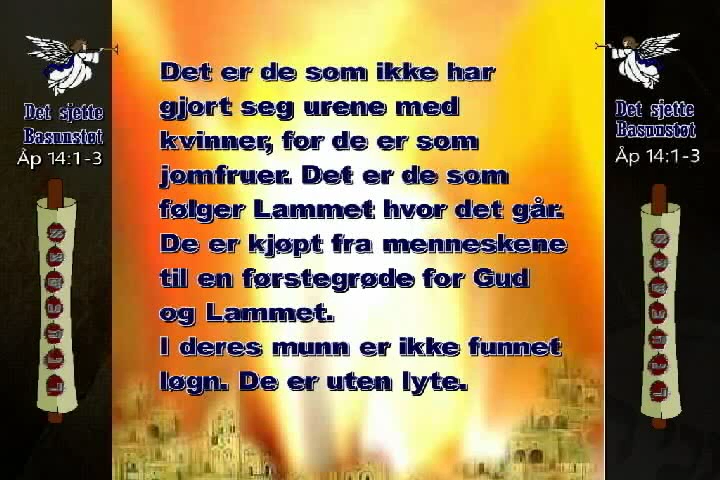 Det sjette
Basunstøt
Åp 14:1-3
Det er de som ikke har
gjort seg urene med
kvinner, for de er som
jomfruer. Det er de som
følger Lammet hvor det går.
De er kjøpt fra menneskene
til en førstegrøde for Gud
og Lammet.
I deres munn er ikke funnet
løgn. De er uten lyte.
Det sjette
Basunstøt
Åp 14:1-3